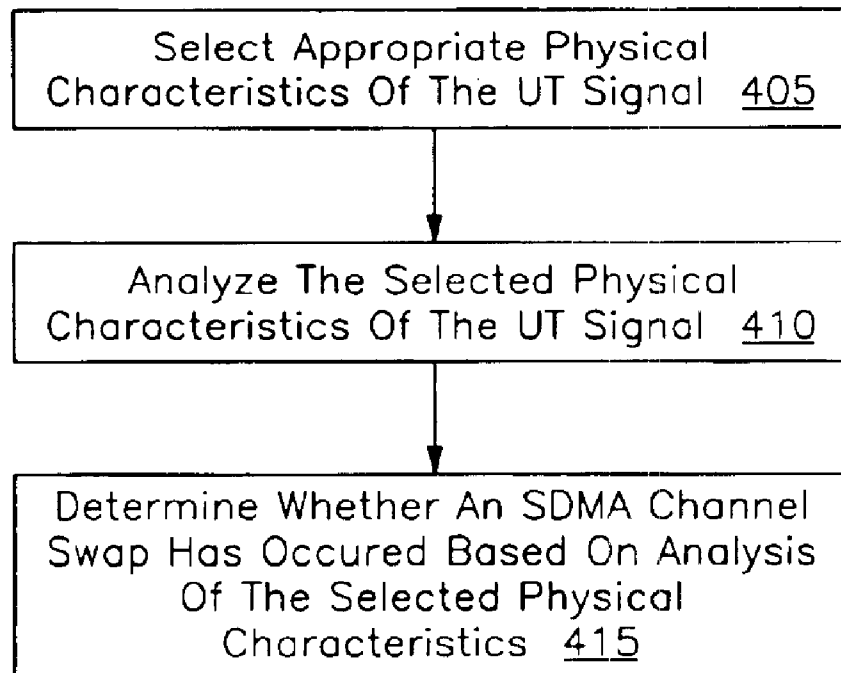 Select Appropriate Physical
Characteristics Of The UT Signal 405
Analyze The Selected Physical
Characteristics Of The UT Signal 410
Determine Whether An SDMA Channel
Swap Has Occured Based On Analysis
Of The Selected Physical
Characteristics 415